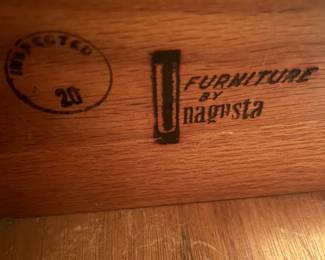 INSPECTED
20
FURNITURE
BY
Unagusta